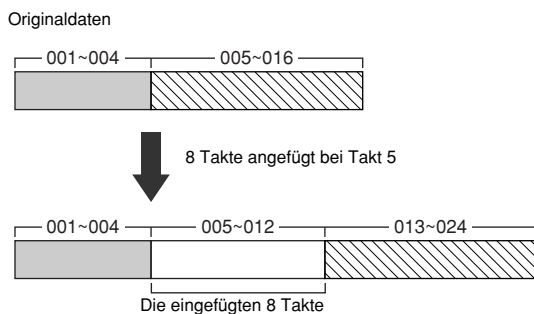 Originaldaten
001~004 005~016
8 Takte angefügt bei Takt 5
001~004 005~012 013~024
Die eingefügten 8 Takte